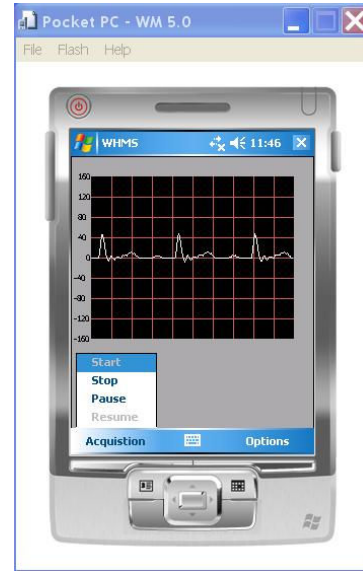 Pocket PC - WM 5.0
File Flash Help
WHMS 11:46
160
120
80
40
0
-40
-80
-120
-160
Start
Stop
Pause
Resume
Acquistion Options